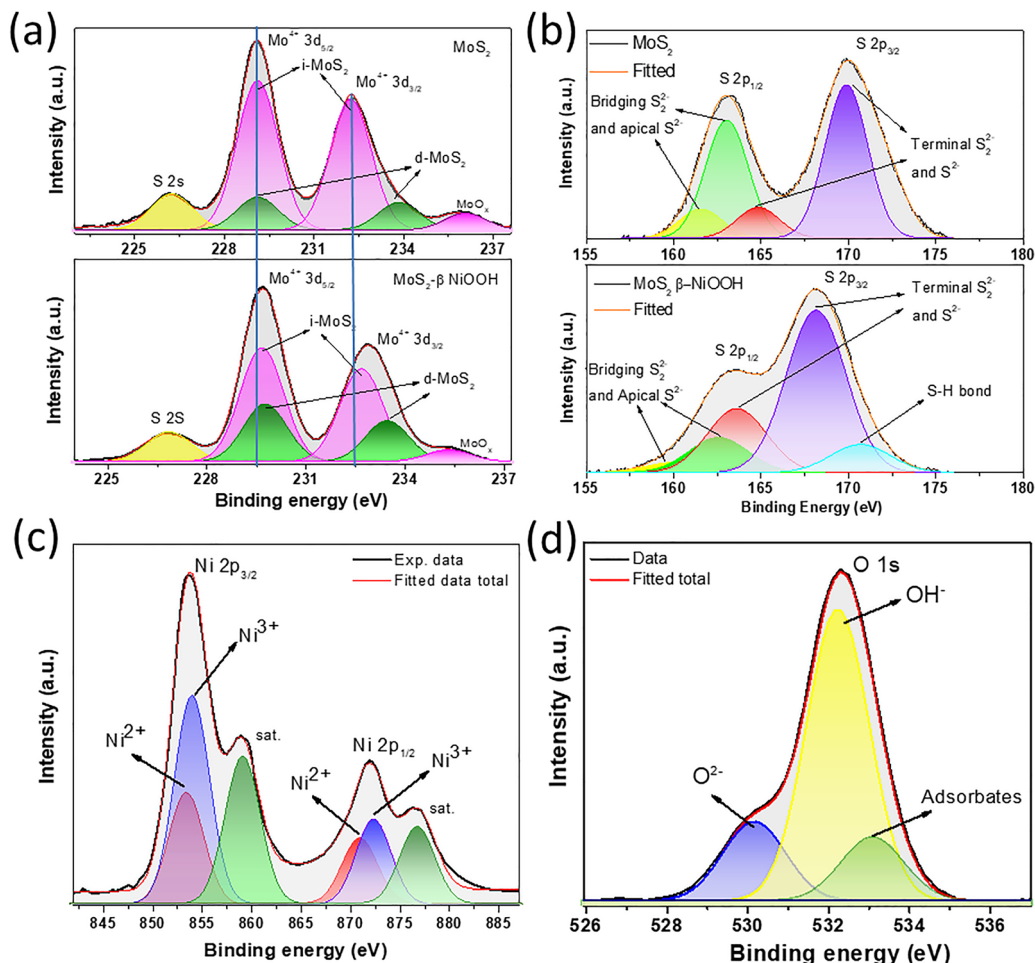 (a)
Intensity (a.u.)
Mo⁴⁺ 3d₅/₂
MoS₂
i-MoS₂
Mo⁴⁺ 3d₃/₂
d-MoS₂
S 2s
MoOₓ
225 228 231 234 237
Intensity (a.u.)
Mo⁴⁺ 3d₅/₂
MoS₂-β NiOOH
i-MoS₂
Mo⁴⁺ 3d₃/₂
d-MoS₂
S 2S
MoOₓ
225 228 231 234 237
Binding energy (eV)
(b)
Intensity (a.u.)
MoS₂
Fitted
S 2p₃/₂
S 2p₁/₂
Bridging S₂²⁻
and apical S²⁻
Terminal S₂²⁻
and S²⁻
155 160 165 170 175 180
Intensity (a.u.)
MoS₂ β–NiOOH
Fitted
S 2p₃/₂
Terminal S₂²⁻
and S²⁻
S 2p₁/₂
Bridging S₂²⁻
and Apical S²⁻
S-H bond
155 160 165 170 175 180
Binding Energy (eV)
(c)
Intensity (a.u.)
Ni 2p₃/₂
Exp. data
Fitted data total
Ni³⁺
Ni²⁺
sat.
Ni 2p₁/₂
Ni³⁺
Ni²⁺
sat.
845 850 855 860 865 870 875 880 885
Binding energy (eV)
(d)
Intensity (a.u.)
Data
Fitted total
O 1s
OH⁻
O²⁻
Adsorbates
526 528 530 532 534 536
Binding energy (eV)